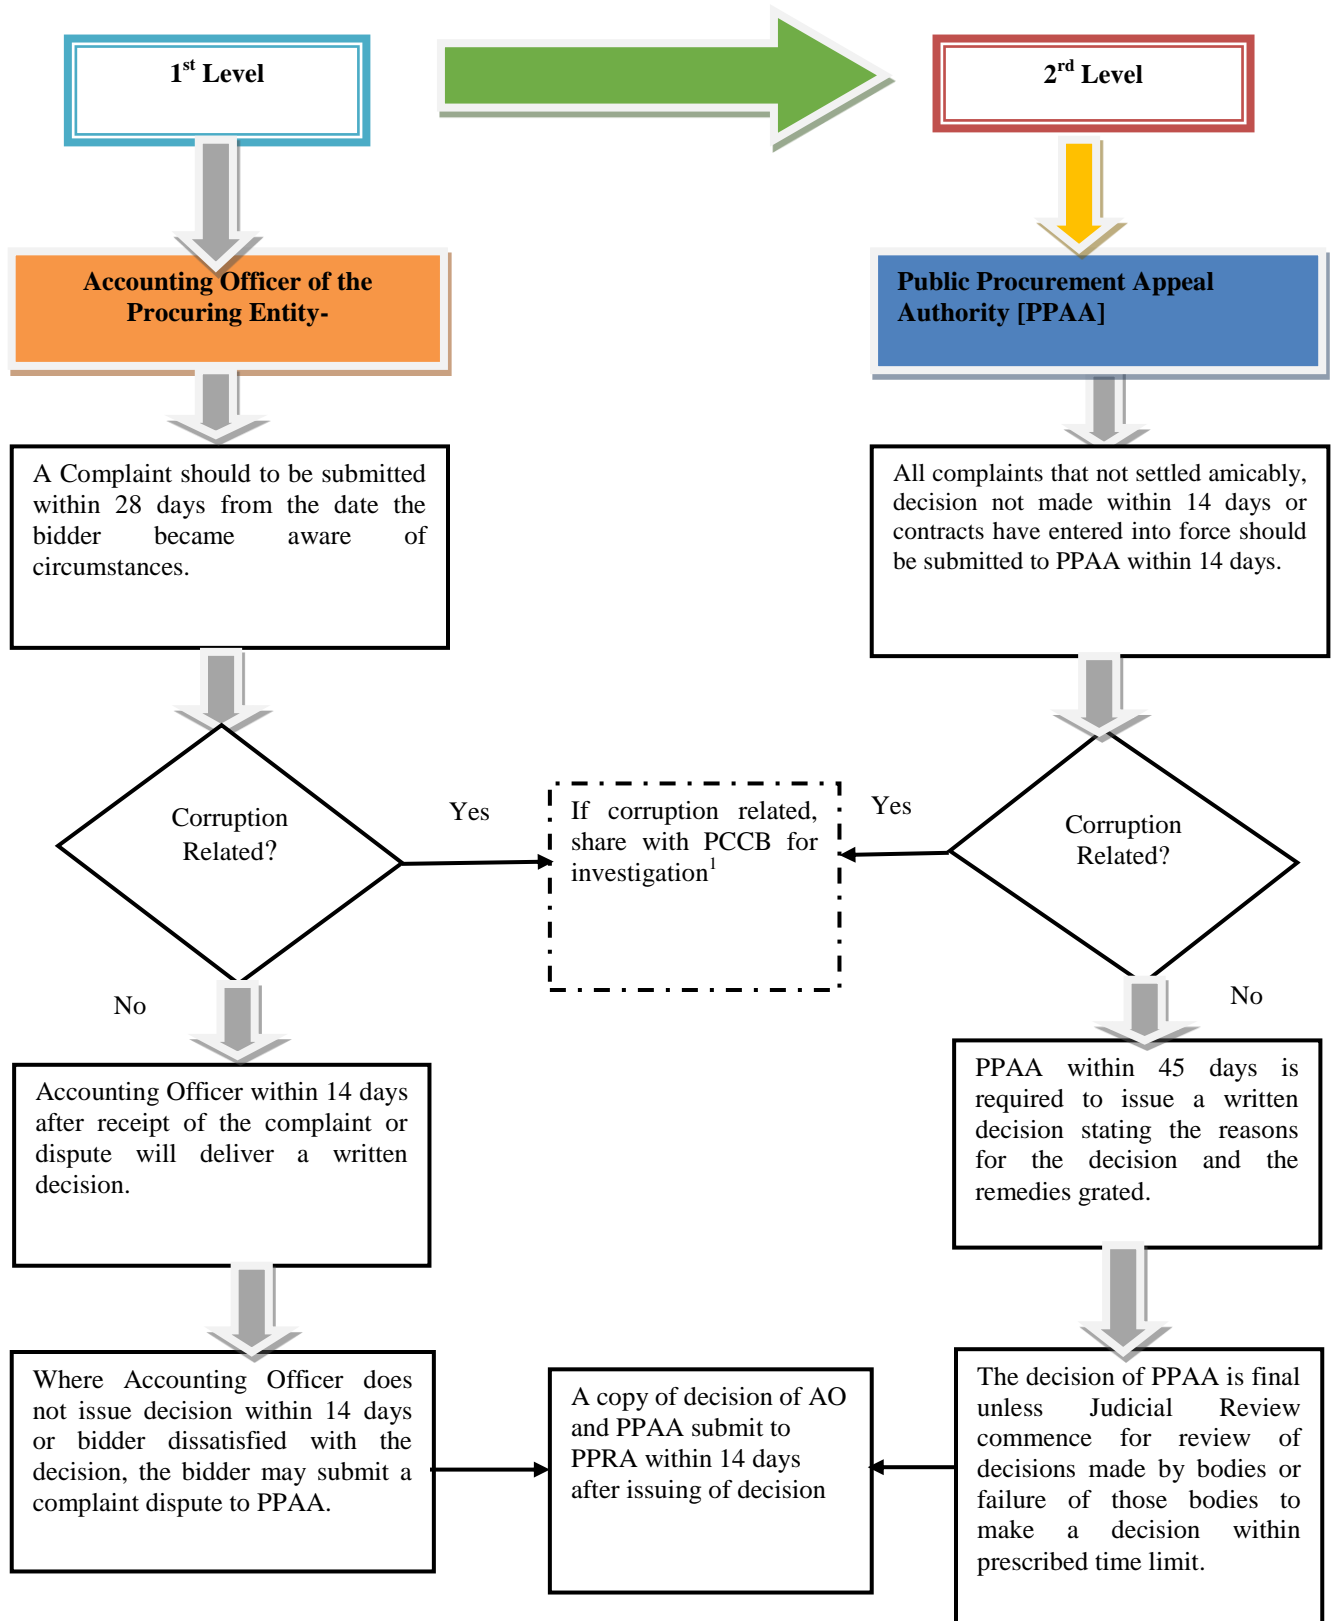 1st Level
2rd Level
Accounting Officer of the
Procuring Entity-
Public Procurement Appeal
Authority [PPAA]
A Complaint should to be submitted
within 28 days from the date the
bidder became aware of
circumstances.
All complaints that not settled amicably,
decision not made within 14 days or
contracts have entered into force should
be submitted to PPAA within 14 days.
Corruption
Related?
Yes
If corruption related,
share with PCCB for
investigation1
Yes
Corruption
Related?
No
No
Accounting Officer within 14 days
after receipt of the complaint or
dispute will deliver a written
decision.
PPAA within 45 days is
required to issue a written
decision stating the reasons
for the decision and the
remedies grated.
Where Accounting Officer does
not issue decision within 14 days
or bidder dissatisfied with the
decision, the bidder may submit a
complaint dispute to PPAA.
A copy of decision of AO
and PPAA submit to
PPRA within 14 days
after issuing of decision
The decision of PPAA is final
unless Judicial Review
commence for review of
decisions made by bodies or
failure of those bodies to
make a decision within
prescribed time limit.